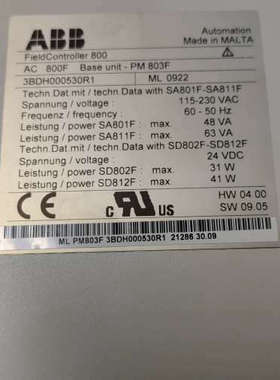 ABB
Automation
Made in MALTA
FieldController 800
AC 800F Base unit - PM 803F
3BDH000530R1 ML 0922
Techn.Dat mit / techn.Data with SA801F-SA811F
Spannung / voltage : 115-230 VAC
Frequenz / frequency : 60 - 50 Hz
Leistung / power SA801F : max. 48 VA
Leistung / power SA811F : max. 63 VA
Techn.Dat mit / techn.Data with SD802F-SD812F
Spannung / voltage : 24 VDC
Leistung / power SD802F : max. 31 W
Leistung / power SD812F : max. 41 W
CE
c UR US
HW 04 00
SW 09.05
ML PM803F 3BDH000530R1 21286 30.09